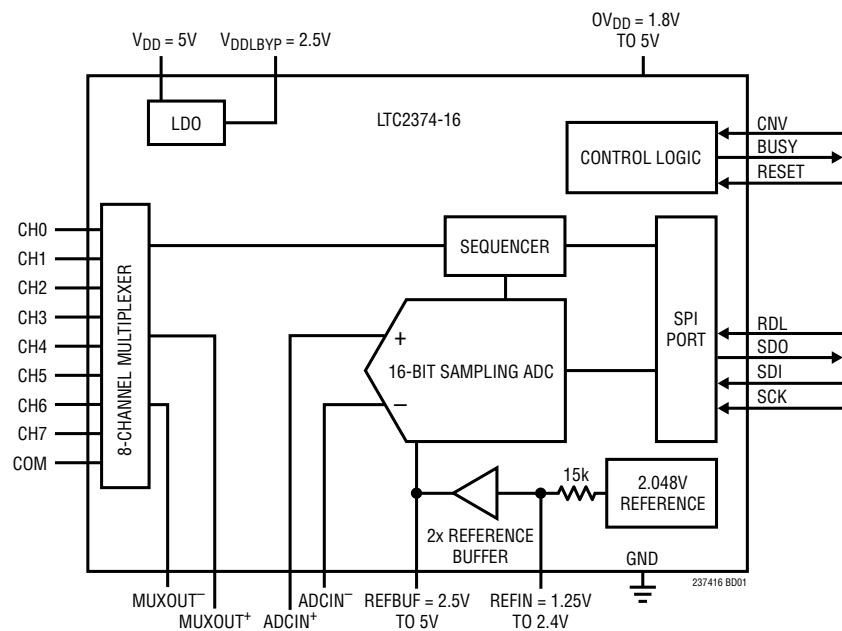 V_DD = 5V
V_DDLBYP = 2.5V
OV_DD = 1.8V
TO 5V
LDO
LTC2374-16
CONTROL LOGIC
CNV
BUSY
RESET
CH0
CH1
CH2
CH3
CH4
CH5
CH6
CH7
COM
8-CHANNEL MULTIPLEXER
SEQUENCER
+
16-BIT SAMPLING ADC
–
SPI
PORT
RDL
SDO
SDI
SCK
15k
2.048V
REFERENCE
2x REFERENCE
BUFFER
GND
237416 BD01
MUXOUT⁻
MUXOUT⁺
ADCIN⁺
ADCIN⁻
REFBUF = 2.5V
TO 5V
REFIN = 1.25V
TO 2.4V